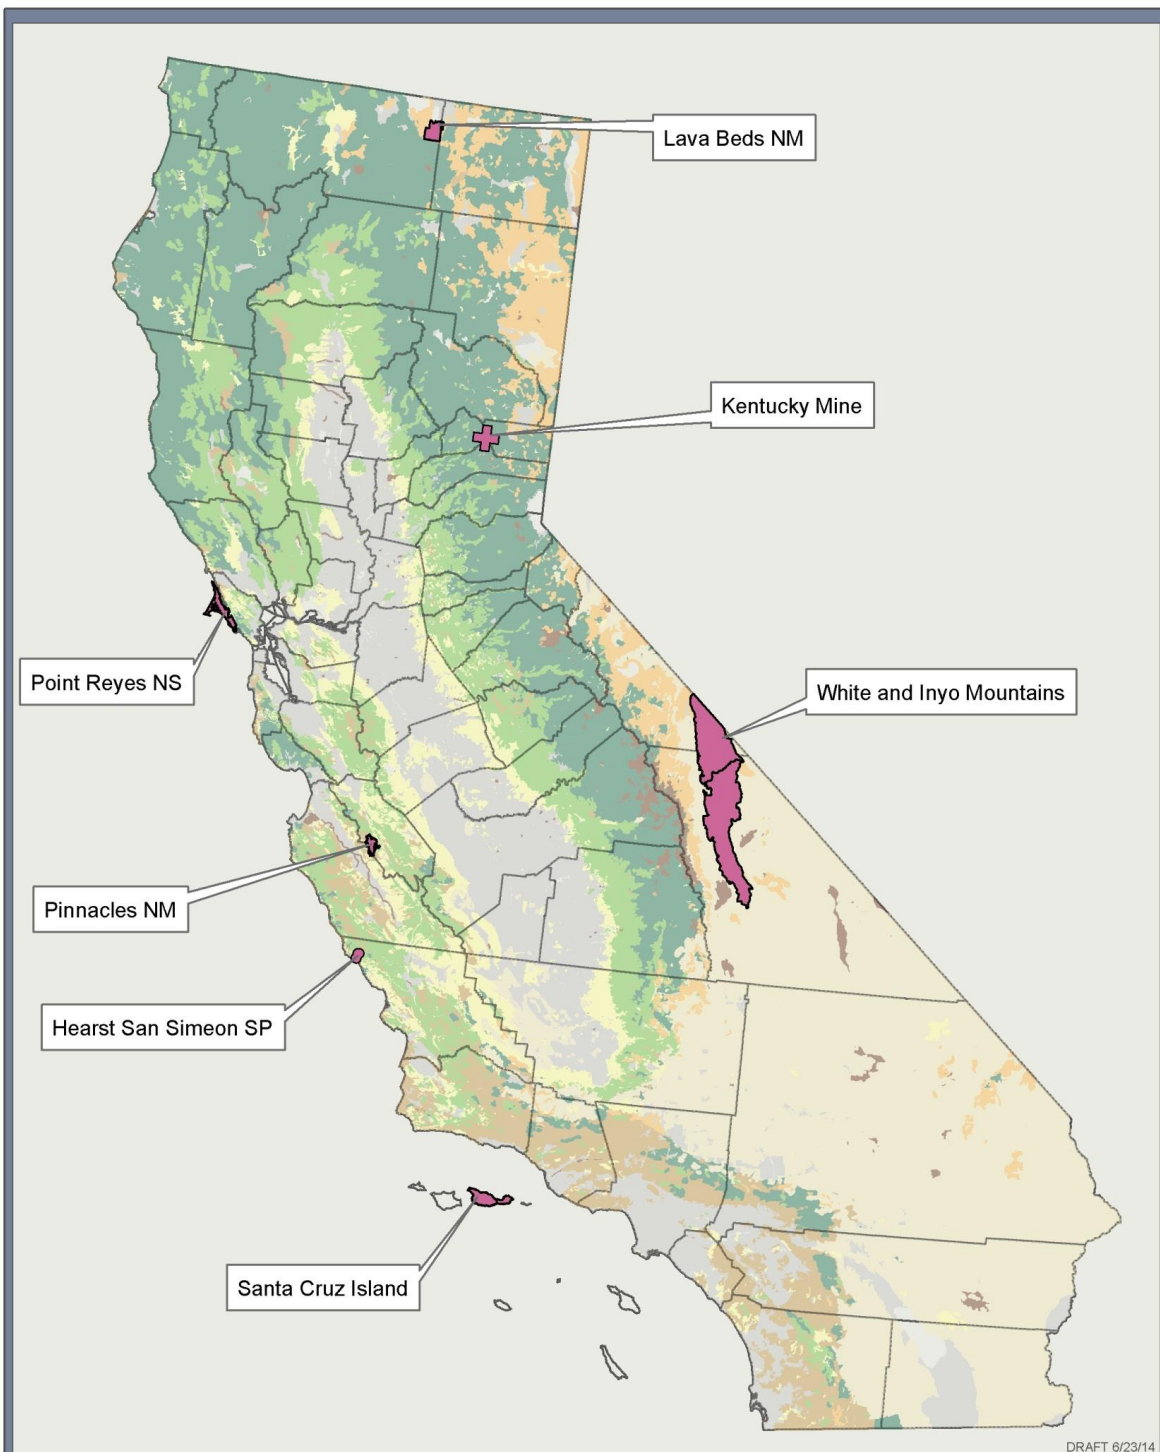 Lava Beds NM
Kentucky Mine
Point Reyes NS
White and Inyo Mountains
Pinnacles NM
Hearst San Simeon SP
Santa Cruz Island
DRAFT 6/23/14